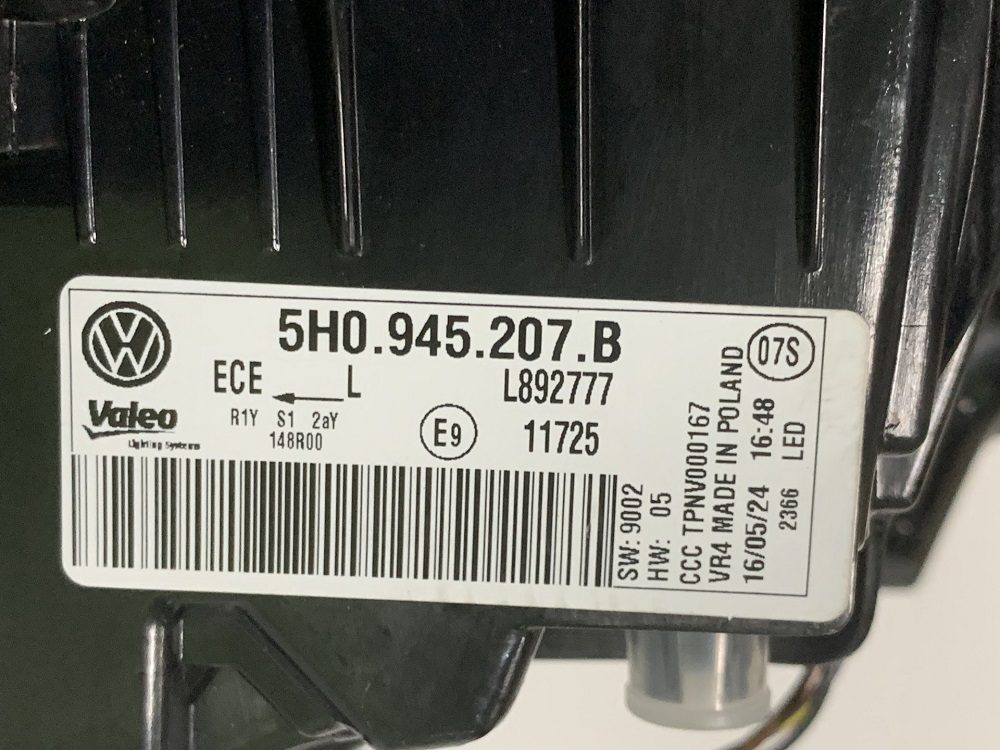 5H0.945.207.B
07S
ECE L
L892777
Valeo
Lighting Systems
R1Y S1 2aY
148R00
E9
11725
SW: 9002
HW: 05
CCC TPNV000167
VR4 MADE IN POLAND
16/05/24 16:48
2366 LED